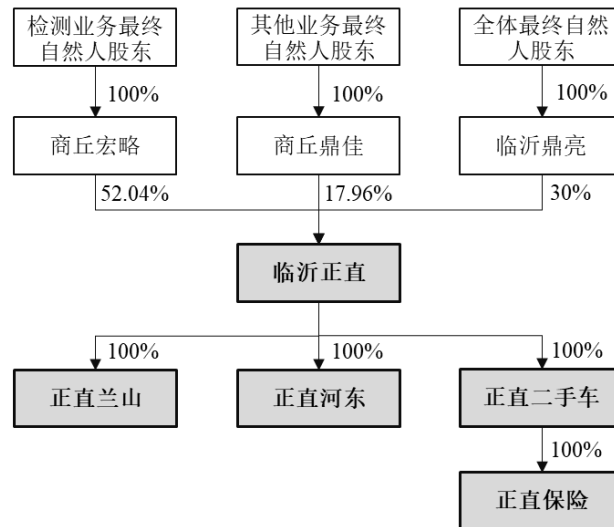 检测业务最终
自然人股东
其他业务最终
自然人股东
全体最终自然
人股东
100%
100%
100%
商丘宏略
商丘鼎佳
临沂鼎亮
52.04%
17.96%
30%
临沂正直
100%
100%
100%
正直兰山
正直河东
正直二手车
100%
正直保险